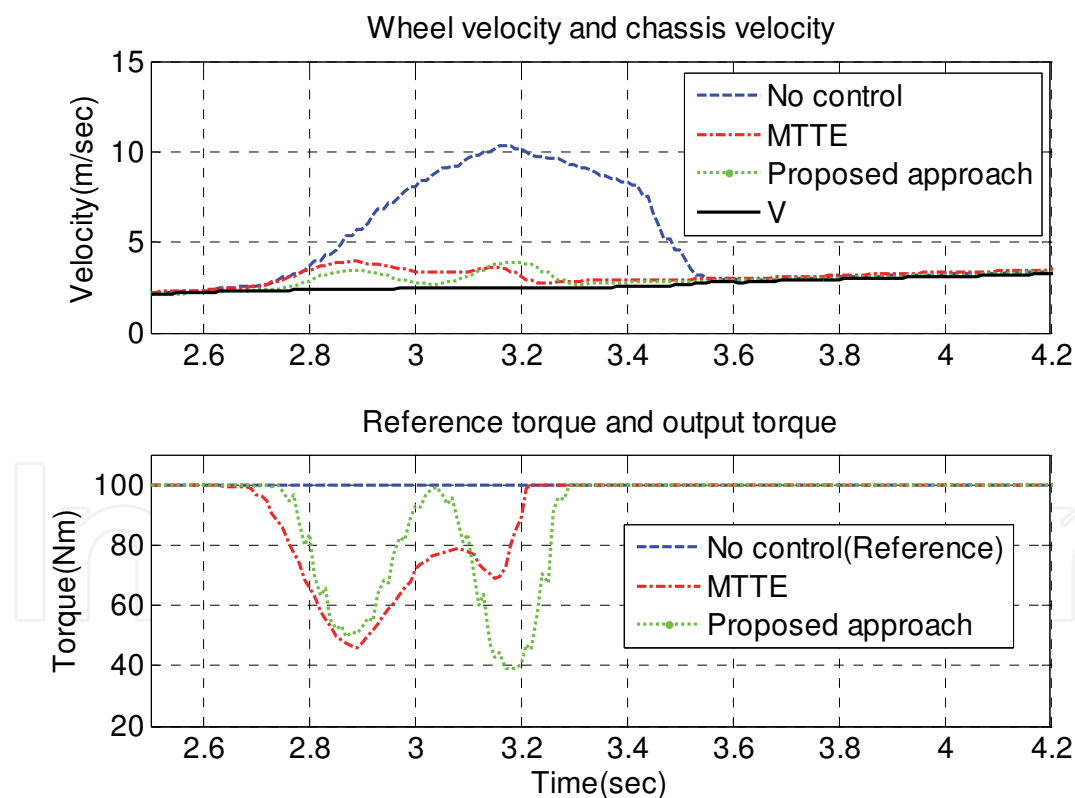 Wheel velocity and chassis velocity
Velocity(m/sec)
15
10
5
0
No control
MTTE
Proposed approach
V
2.6 2.8 3 3.2 3.4 3.6 3.8 4 4.2
Reference torque and output torque
Torque(Nm)
100
80
60
40
20
No control(Reference)
MTTE
Proposed approach
2.6 2.8 3 3.2 3.4 3.6 3.8 4 4.2
Time(sec)